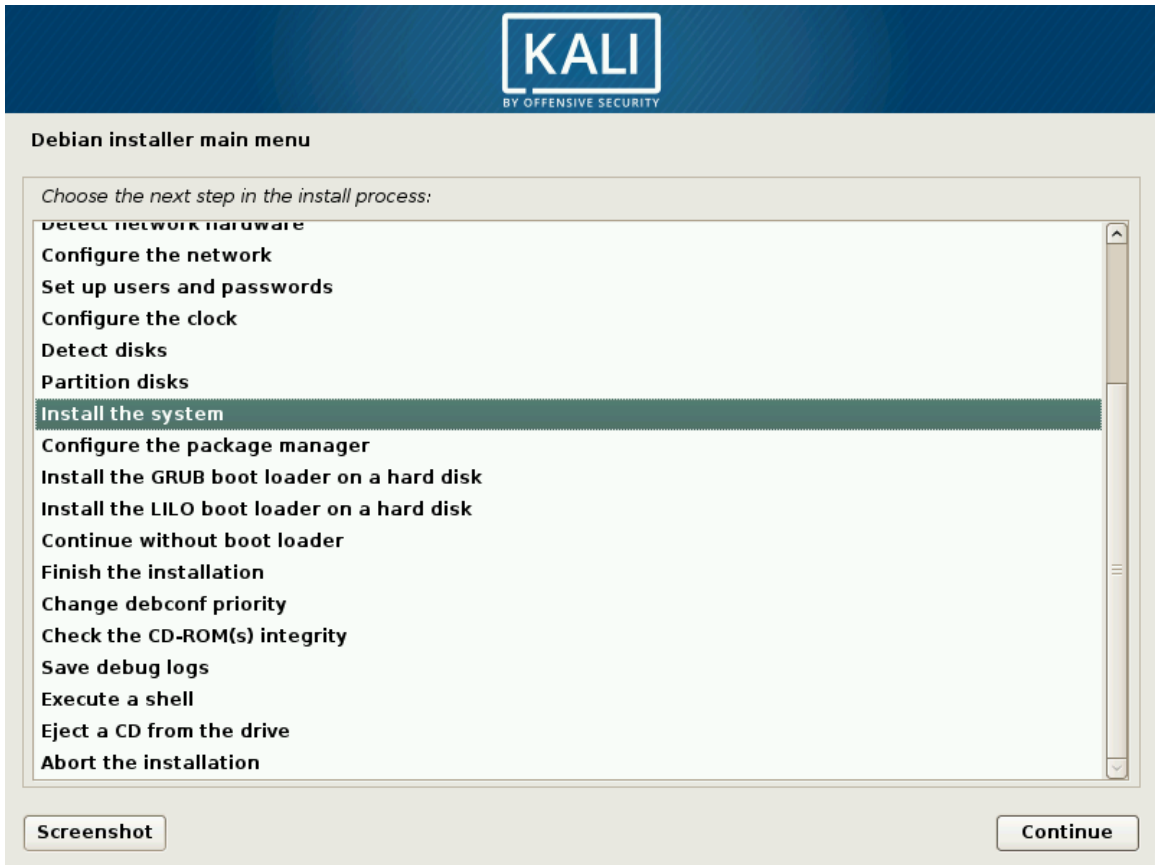 KALI
BY OFFENSIVE SECURITY
Debian installer main menu
Choose the next step in the install process:
Detect network hardware
Configure the network
Set up users and passwords
Configure the clock
Detect disks
Partition disks
Install the system
Configure the package manager
Install the GRUB boot loader on a hard disk
Install the LILO boot loader on a hard disk
Continue without boot loader
Finish the installation
Change debconf priority
Check the CD-ROM(s) integrity
Save debug logs
Execute a shell
Eject a CD from the drive
Abort the installation
Screenshot
Continue